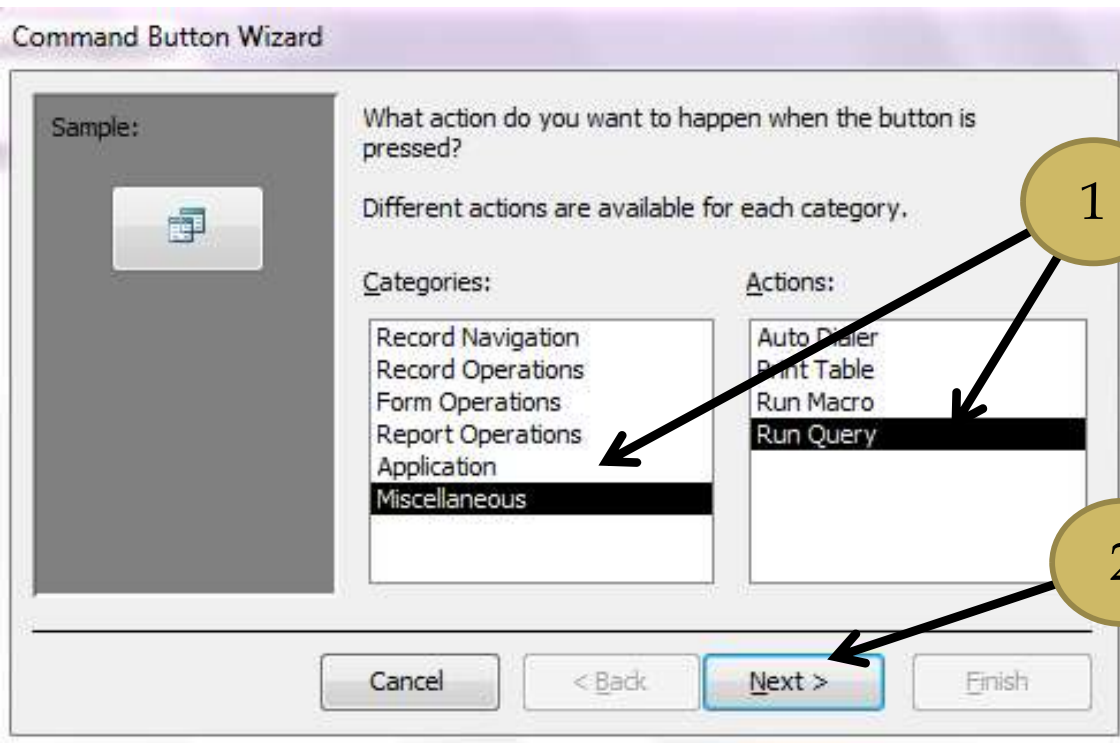 Command Button Wizard
Sample:
What action do you want to happen when the button is
pressed?
Different actions are available for each category.
1
Categories:
Actions:
Record Navigation
Record Operations
Form Operations
Report Operations
Application
Miscellaneous
Auto Dialer
Print Table
Run Macro
Run Query
2
Cancel
< Back
Next >
Finish